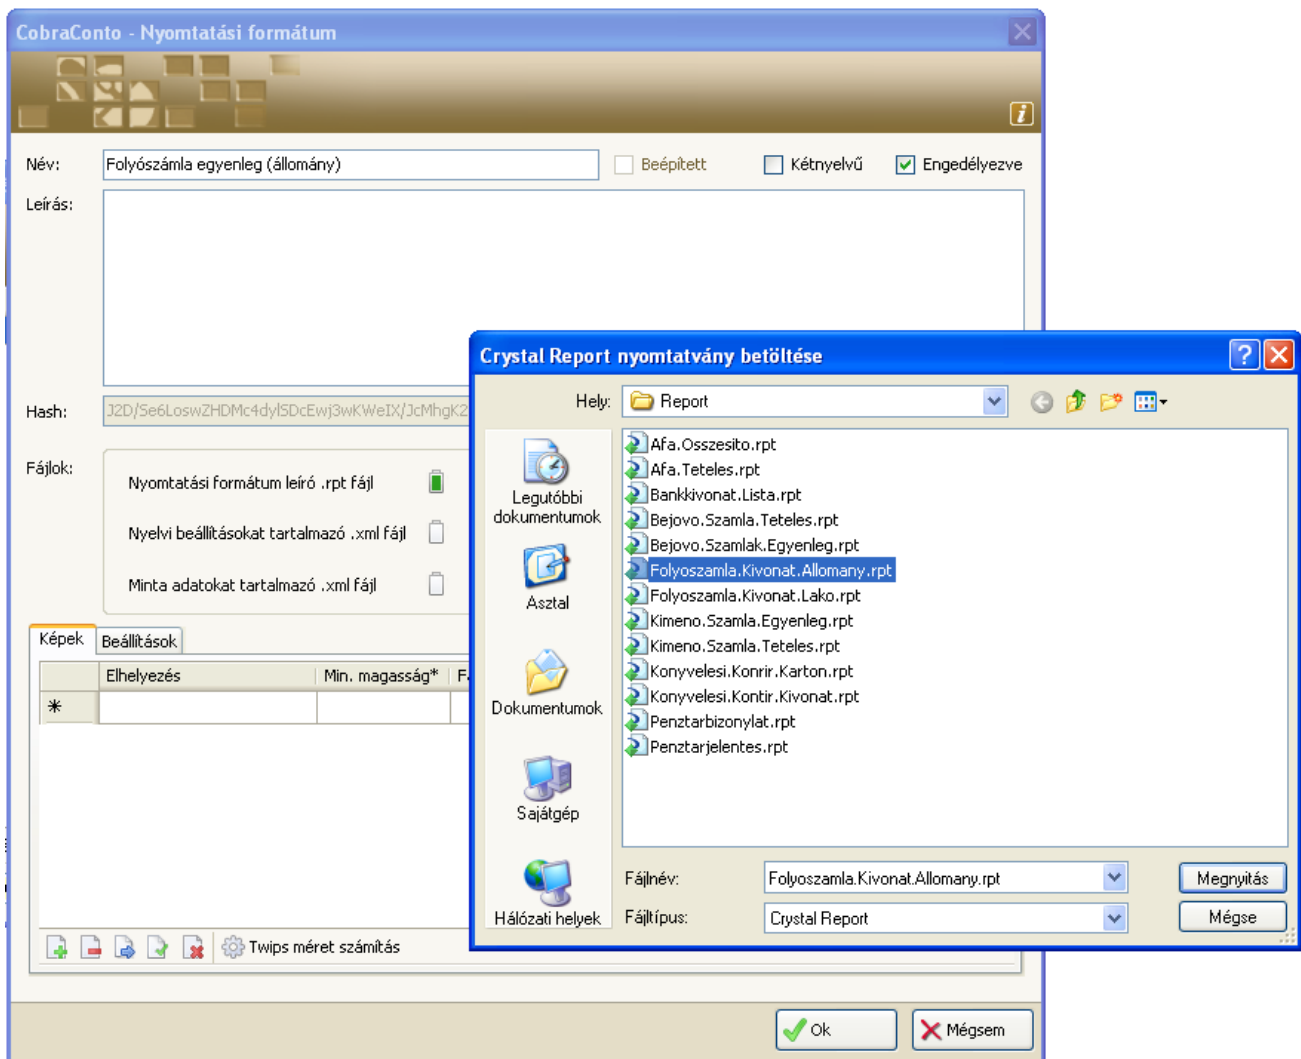 CobraConto - Nyomtatási formátum
Név: Folyószámla egyenleg (állomány) Beépített Kétnyelvű Engedélyezve
Leírás:
Crystal Report nyomtatvány betöltése
Hely: Report
Hash:
Fájlok:
Nyomtatási formátum leíró .rpt fájl
Nyelvi beállításokat tartalmazó .xml fájl
Minta adatokat tartalmazó .xml fájl
Legutóbbi dokumentumok
Asztal
Dokumentumok
Sajátgép
Hálózati helyek
Afa.Osszesito.rpt
Afa.Teteles.rpt
Bankkivonat.Lista.rpt
Bejovo.Szamla.Teteles.rpt
Bejovo.Szamlak.Egyenleg.rpt
Folyoszamla.Kivonat.Allomany.rpt
Folyoszamla.Kivonat.Lako.rpt
Kimeno.Szamla.Egyenleg.rpt
Kimeno.Szamla.Teteles.rpt
Konyvelesi.Konrir.Karton.rpt
Konyvelesi.Kontir.Kivonat.rpt
Penztarbizonylat.rpt
Penztarjelentes.rpt
Fájlnév: Folyoszamla.Kivonat.Allomany.rpt Megnyitás
Fájltípus: Crystal Report Mégse
Képek Beállítások
Elhelyezés Min. magasság*
Twips méret számítás
Ok Mégsem